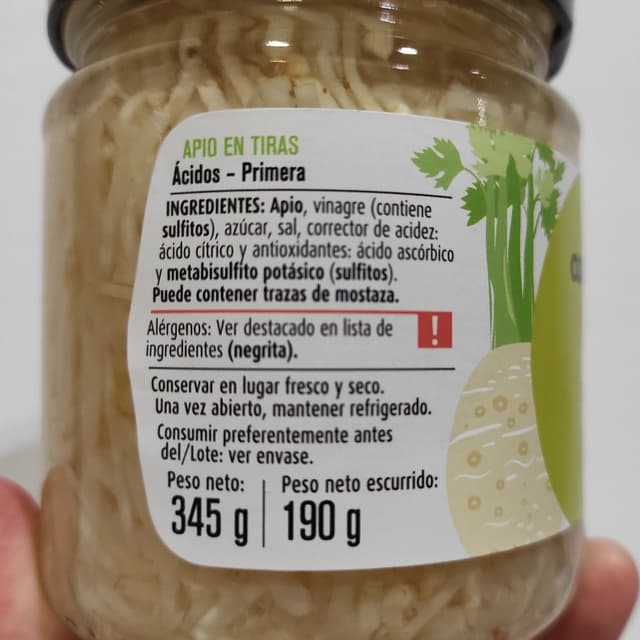 APIO EN TIRAS
Ácidos – Primera
INGREDIENTES: Apio, vinagre (contiene
sulfitos), azúcar, sal, corrector de acidez:
ácido cítrico y antioxidantes: ácido ascórbico
y metabisulfito potásico (sulfitos).
Puede contener trazas de mostaza.
Alérgenos: Ver destacado en lista de
ingredientes (negrita).
!
Conservar en lugar fresco y seco.
Una vez abierto, mantener refrigerado.
Consumir preferentemente antes
del/Lote: ver envase.
Peso neto:
345 g
Peso neto escurrido:
190 g